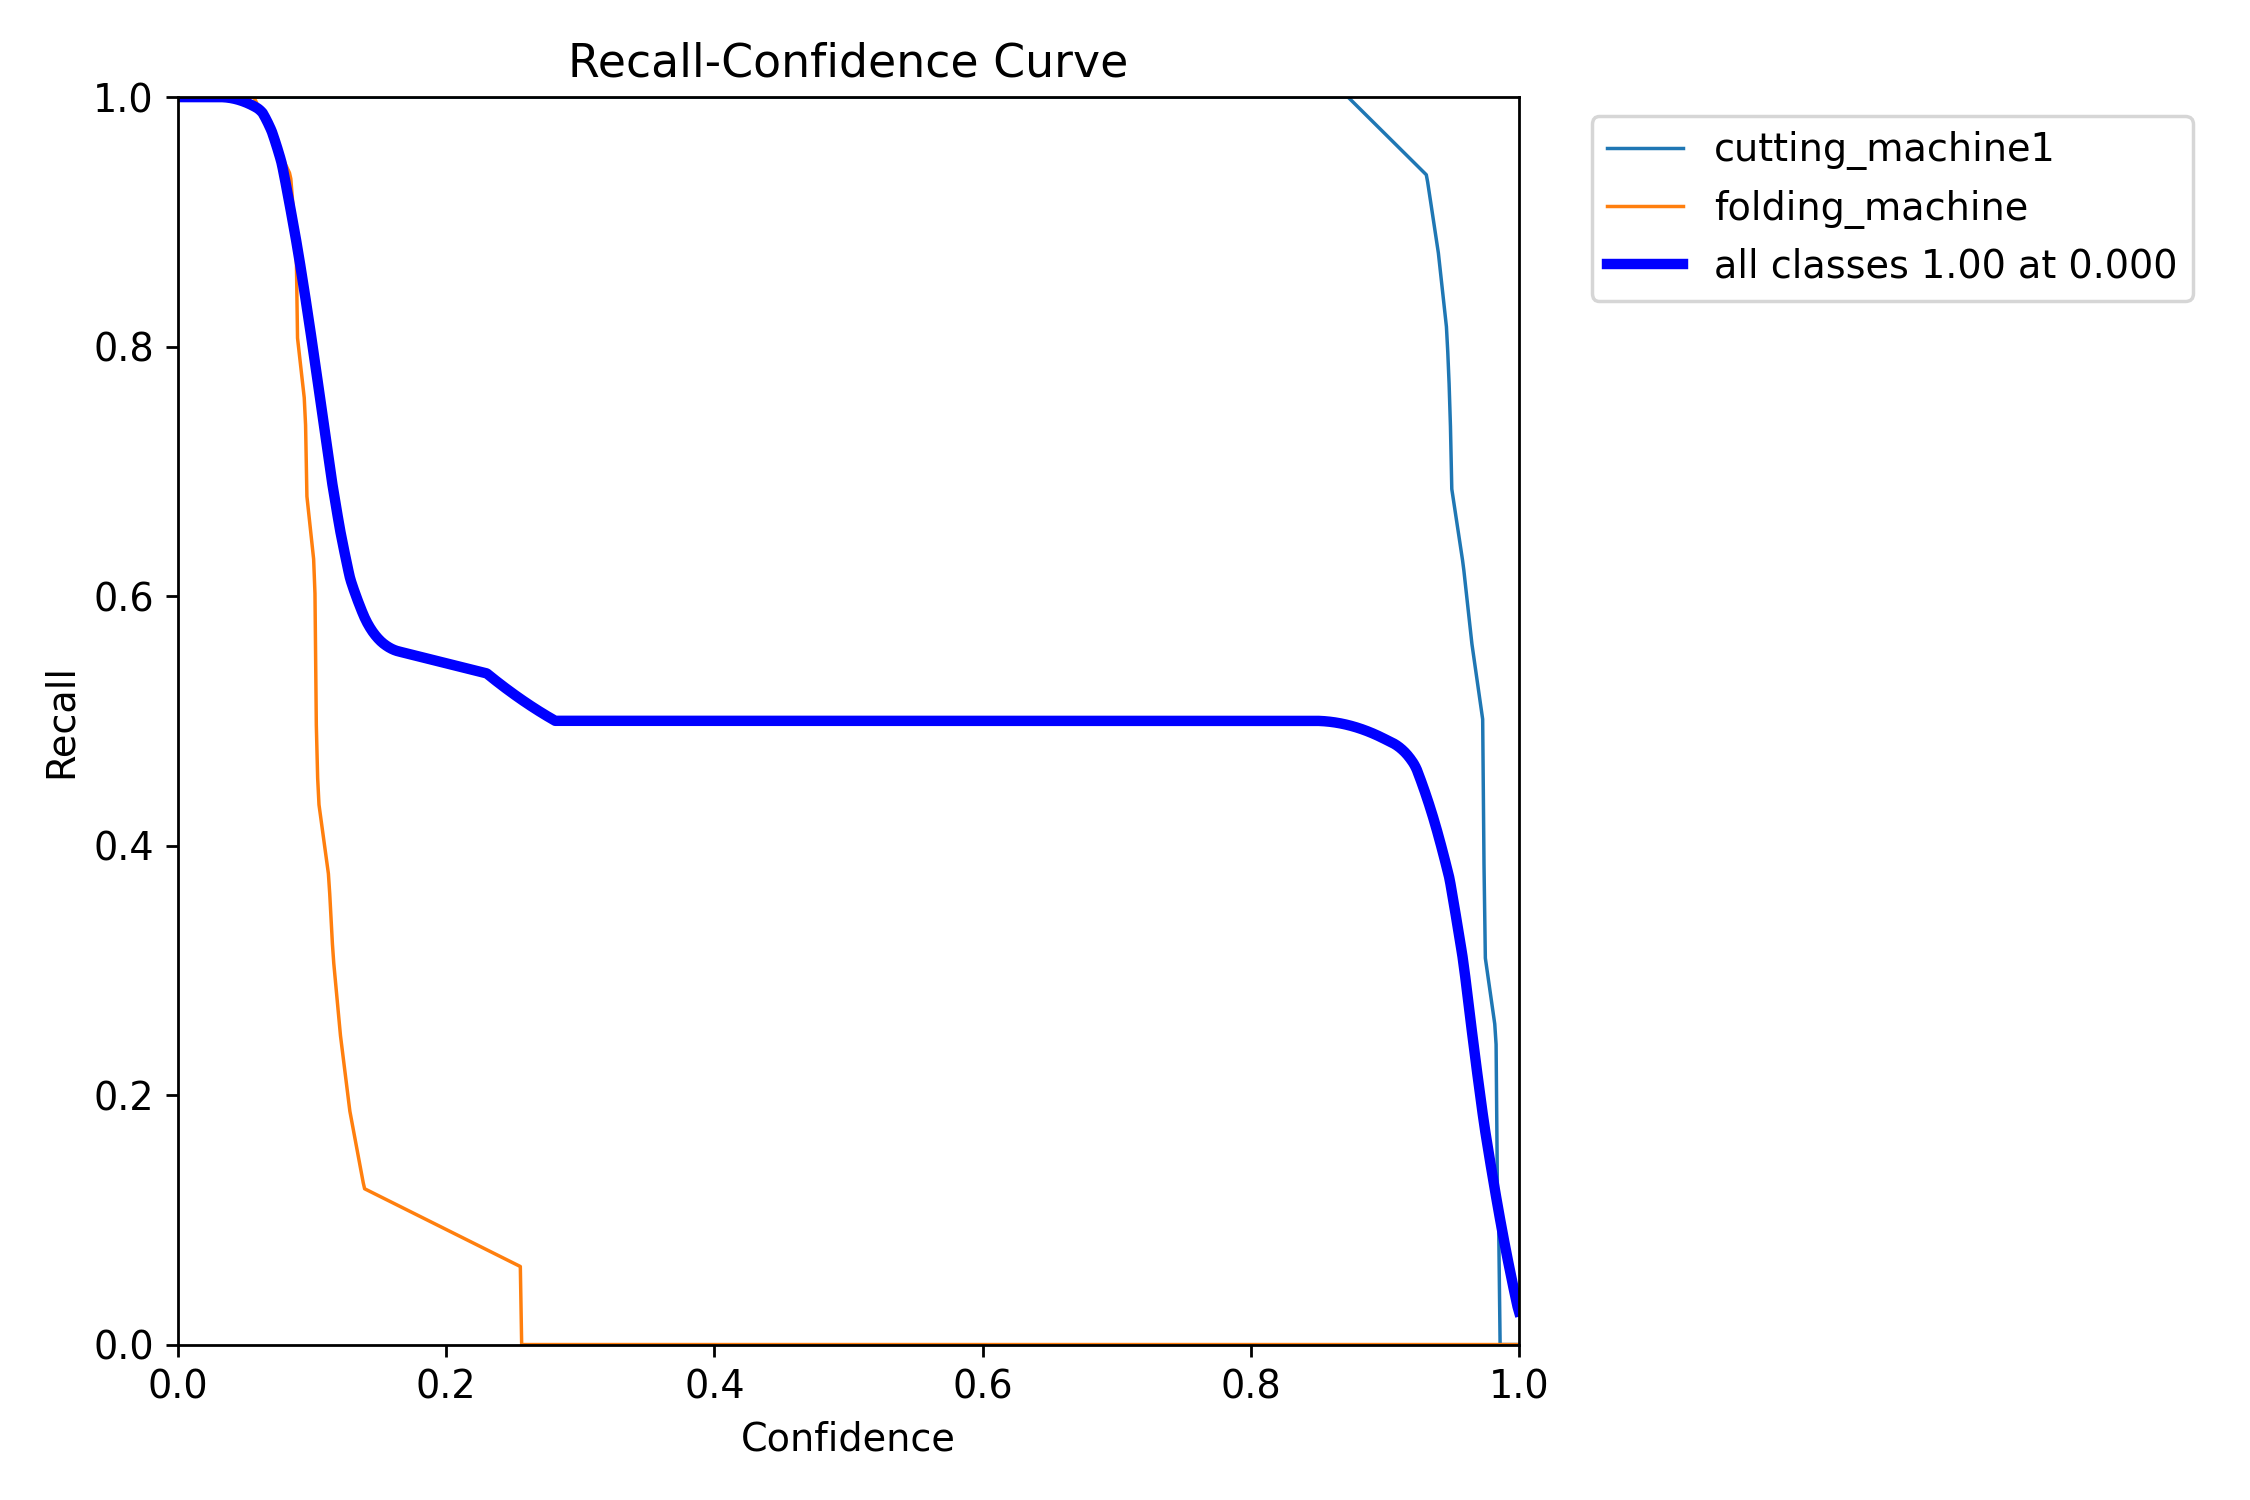 Recall-Confidence Curve
1.0
0.8
0.6
0.4
0.2
0.0
Recall
0.0 0.2 0.4 0.6 0.8 1.0
Confidence
cutting_machine1
folding_machine
all classes 1.00 at 0.000